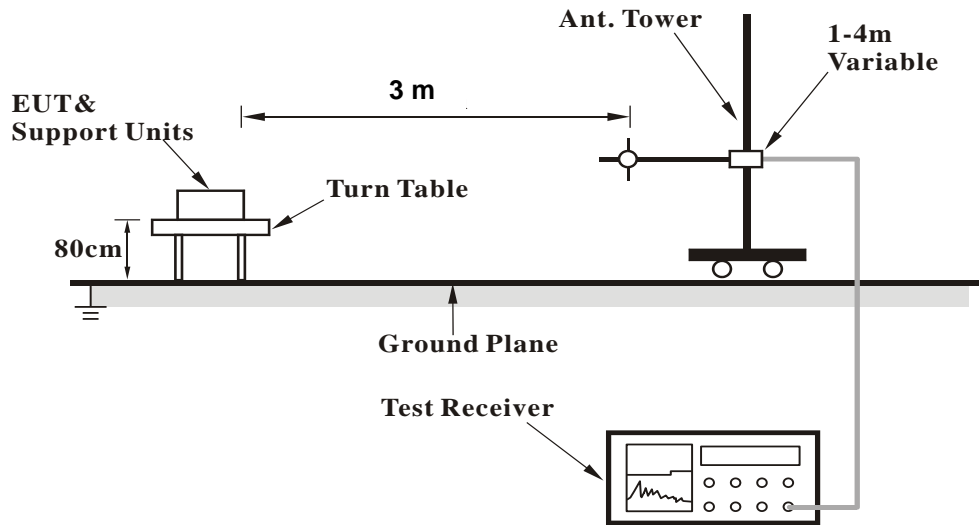 Ant. Tower
1-4m
Variable
3 m
EUT&
Support Units
Turn Table
80cm
Ground Plane
Test Receiver